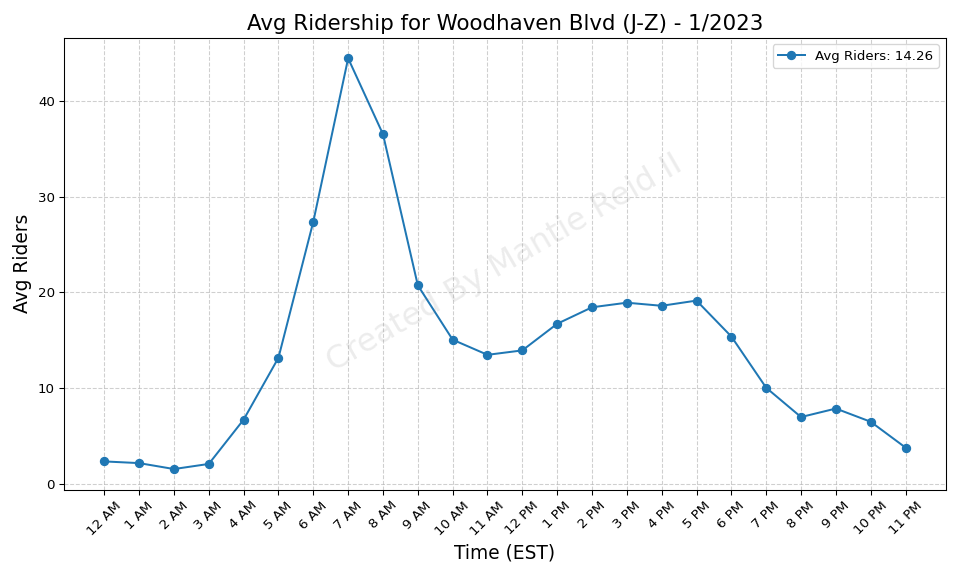 Avg Ridership for Woodhaven Blvd (J-Z) - 1/2023
Avg Riders: 14.26
Avg Riders
40
30
20
10
0
Created By Mantie Reid II
12 AM
1 AM
2 AM
3 AM
4 AM
5 AM
6 AM
7 AM
8 AM
9 AM
10 AM
11 AM
12 PM
1 PM
2 PM
3 PM
4 PM
5 PM
6 PM
7 PM
8 PM
9 PM
10 PM
11 PM
Time (EST)